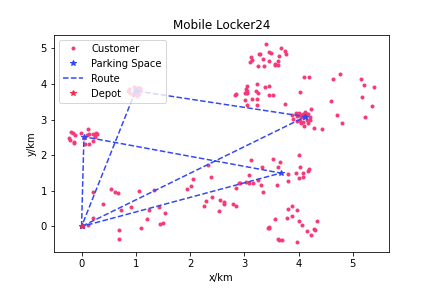 Mobile Locker24
Customer
Parking Space
Route
Depot
y/km
5
4
3
2
1
0
0 1 2 3 4 5
x/km